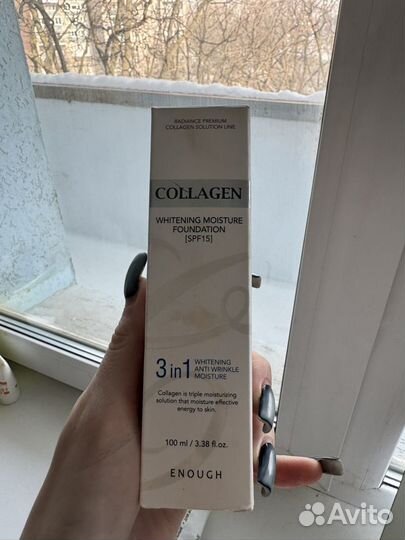 RADIANCE PREMIUM
COLLAGEN SOLUTION LINE
COLLAGEN
WHITENING MOISTURE
FOUNDATION
[SPF15]
3 in 1
WHITENING
ANTI WRINKLE
MOISTURE
Collagen is triple moisturizing
solution that moisture effective
energy to skin.
100 ml / 3.38 fl. oz.
ENOUGH
Avito